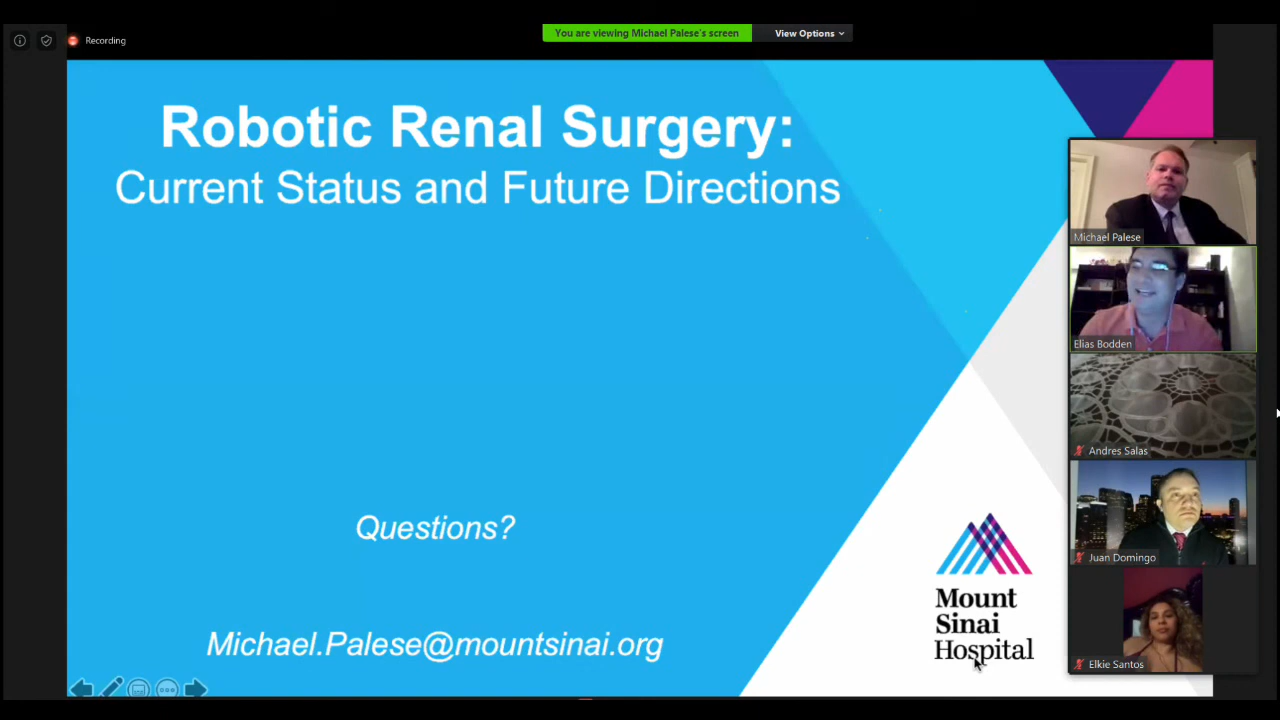 Recording
You are viewing Michael Palese's screen
View Options
Robotic Renal Surgery:
Current Status and Future Directions
Questions?
Michael.Palese@mountsinai.org
Mount
Sinai
Hospital
Michael Palese
Elias Bodden
Andres Salas
Juan Domingo
Elkie Santos